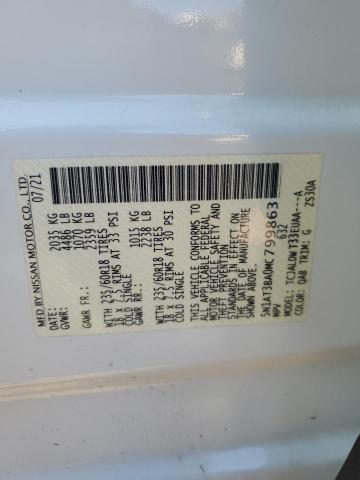 MFD BY NISSAN MOTOR CO.,LTD.
DATE: 07/21
GVWR: 2035 KG
4486 LB
GAWR FR: 1070 KG
2359 LB
WITH 235/60R18 TIRES
18 X 7.5 RIMS AT 33 PSI
COLD SINGLE
GAWR RR: 1015 KG
2238 LB
WITH 235/60R18 TIRES
18 X 7.5 RIMS AT 30 PSI
COLD SINGLE
THIS VEHICLE CONFORMS TO
ALL APPLICABLE FEDERAL
MOTOR VEHICLE SAFETY AND
THEFT PREVENTION
STANDARDS IN EFFECT ON
THE DATE OF MANUFACTURE
5N1AT3BA0MC799863
MPV 3032
MODEL: TCJALDWT33EUAA---A
COLOR: QAB TRIM: G ZS30A